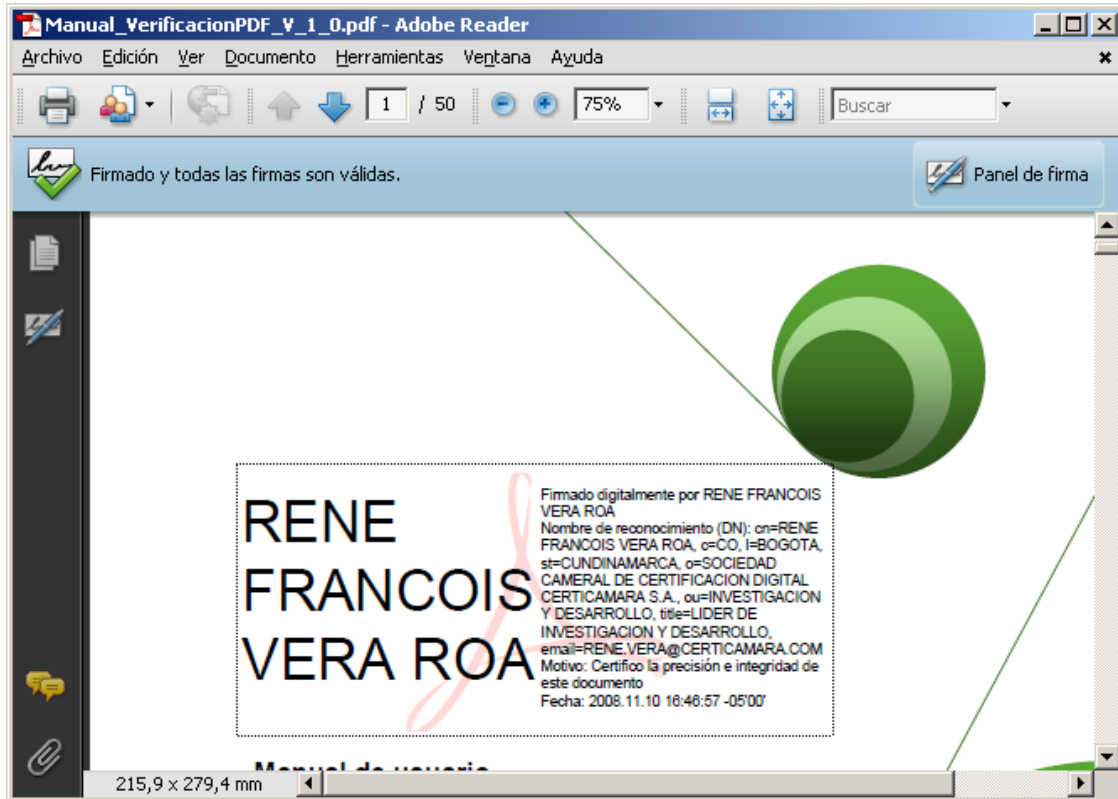 Manual_VerificacionPDF_V_1_0.pdf - Adobe Reader
Archivo Edición Ver Documento Herramientas Ventana Ayuda
1 / 50 75% Buscar
Firmado y todas las firmas son válidas. Panel de firma
RENE
FRANCOIS
VERA ROA
Firmado digitalmente por RENE FRANCOIS
VERA ROA
Nombre de reconocimiento (DN): cn=RENE
FRANCOIS VERA ROA, c=CO, l=BOGOTA,
st=CUNDINAMARCA, o=SOCIEDAD
CAMERAL DE CERTIFICACION DIGITAL
CERTICAMARA S.A., ou=INVESTIGACION
Y DESARROLLO, title=LIDER DE
INVESTIGACION Y DESARROLLO,
email=RENE.VERA@CERTICAMARA.COM
Motivo: Certifico la precisión e integridad de
este documento
Fecha: 2008.11.10 16:46:57 -05'00'
Manual de usuario
215,9 x 279,4 mm